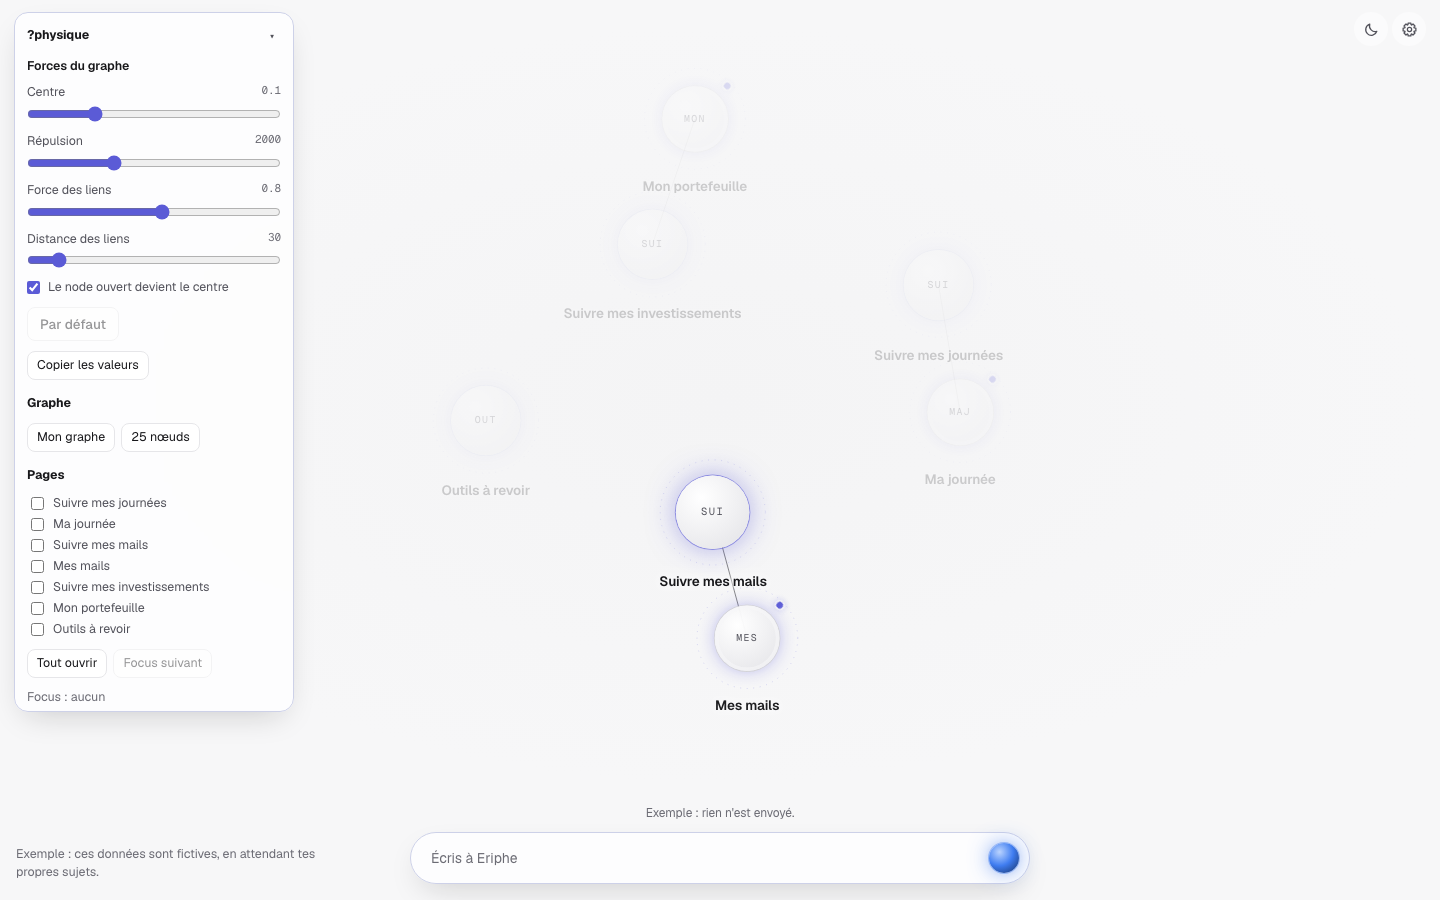 ?physique
Forces du graphe
Centre 0.1
Répulsion 2000
Force des liens 0.8
Distance des liens 30
Le node ouvert devient le centre
Par défaut
Copier les valeurs
Graphe
Mon graphe 25 nœuds
Pages
Suivre mes journées
Ma journée
Suivre mes mails
Mes mails
Suivre mes investissements
Mon portefeuille
Outils à revoir
Tout ouvrir Focus suivant
Focus : aucun
MON
Mon portefeuille
SUI
Suivre mes investissements
SUI
Suivre mes journées
MAJ
Ma journée
OUT
Outils à revoir
SUI
Suivre mes mails
MES
Mes mails
Exemple : rien n'est envoyé.
Écris à Eriphe
Exemple : ces données sont fictives, en attendant tes
propres sujets.